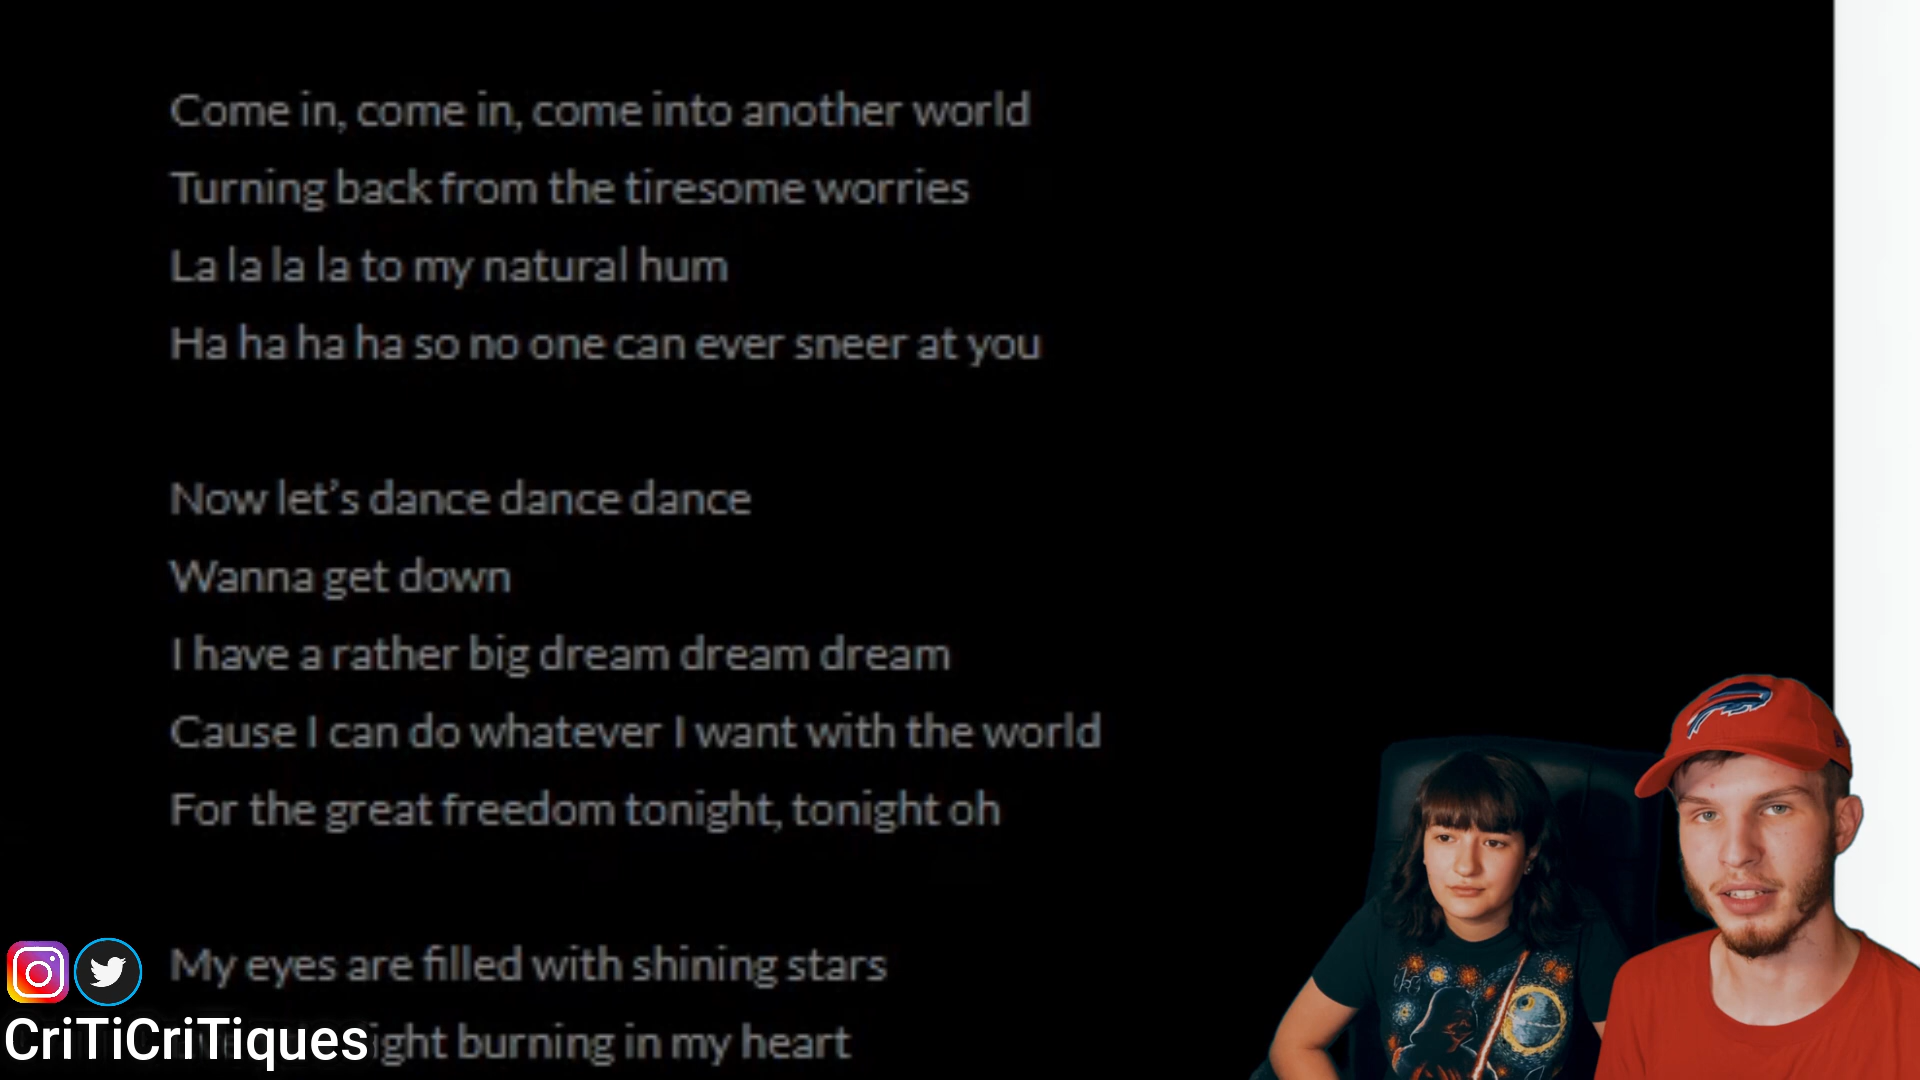 Come in, come in, come into another world
Turning back from the tiresome worries
La la la la to my natural hum
Ha ha ha ha so no one can ever sneer at you
Now let’s dance dance dance
Wanna get down
I have a rather big dream dream dream
Cause I can do whatever I want with the world
For the great freedom tonight, tonight oh
My eyes are filled with shining stars
ight burning in my heart
CriTiCriTiques